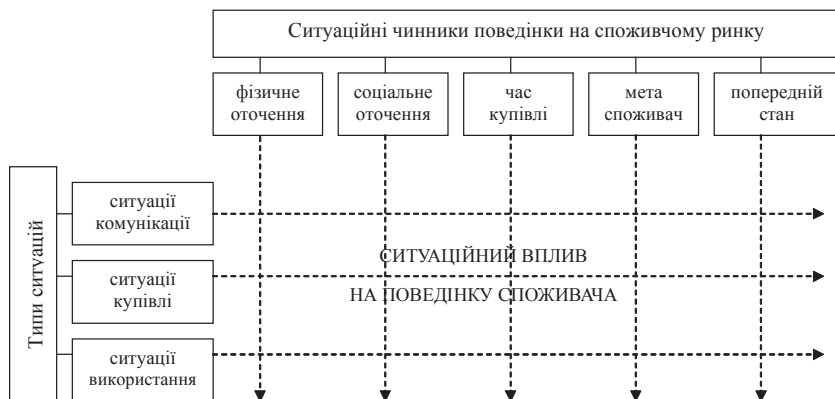 Ситуаційні чинники поведінки на споживчому ринку
фізичне
оточення
соціальне
оточення
час
купівлі
мета
споживач
попередній
стан
Типи ситуацій
ситуації
комунікації
ситуації
купівлі
ситуації
використання
СИТУАЦІЙНИЙ ВПЛИВ
НА ПОВЕДІНКУ СПОЖИВАЧА